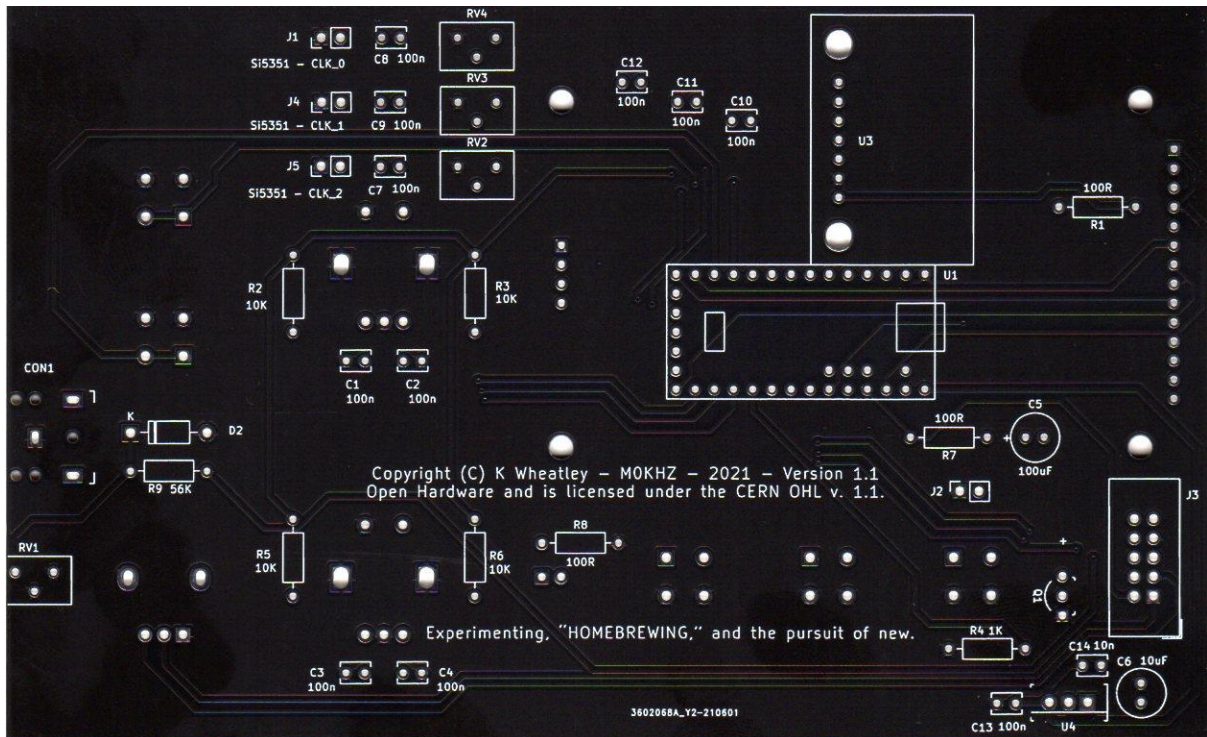 RV4
J1
C8 100n
Si5351 - CLK_0
C12
100n
RV3
C11
100n
C10
100n
J4
C9 100n
Si5351 - CLK_1
RV2
U3
J5
C7 100n
Si5351 - CLK_2
100R
R1
R2
10K
R3
10K
U1
CON1
C1
100n
C2
100n
K
D2
100R
R7
C5
+
100uF
R9 56K
Copyright (C) K Wheatley - M0KHZ - 2021 - Version 1.1
Open Hardware and is licensed under the CERN OHL v. 1.1.
J2
J3
RV1
R5
10K
R6
10K
R8
100R
+
Q1
Experimenting, "HOMEBREWING," and the pursuit of new.
R4 1K
C14 10n
C6 10uF
C3
100n
C4
100n
3602068A_Y2-210601
C13 100n
U4